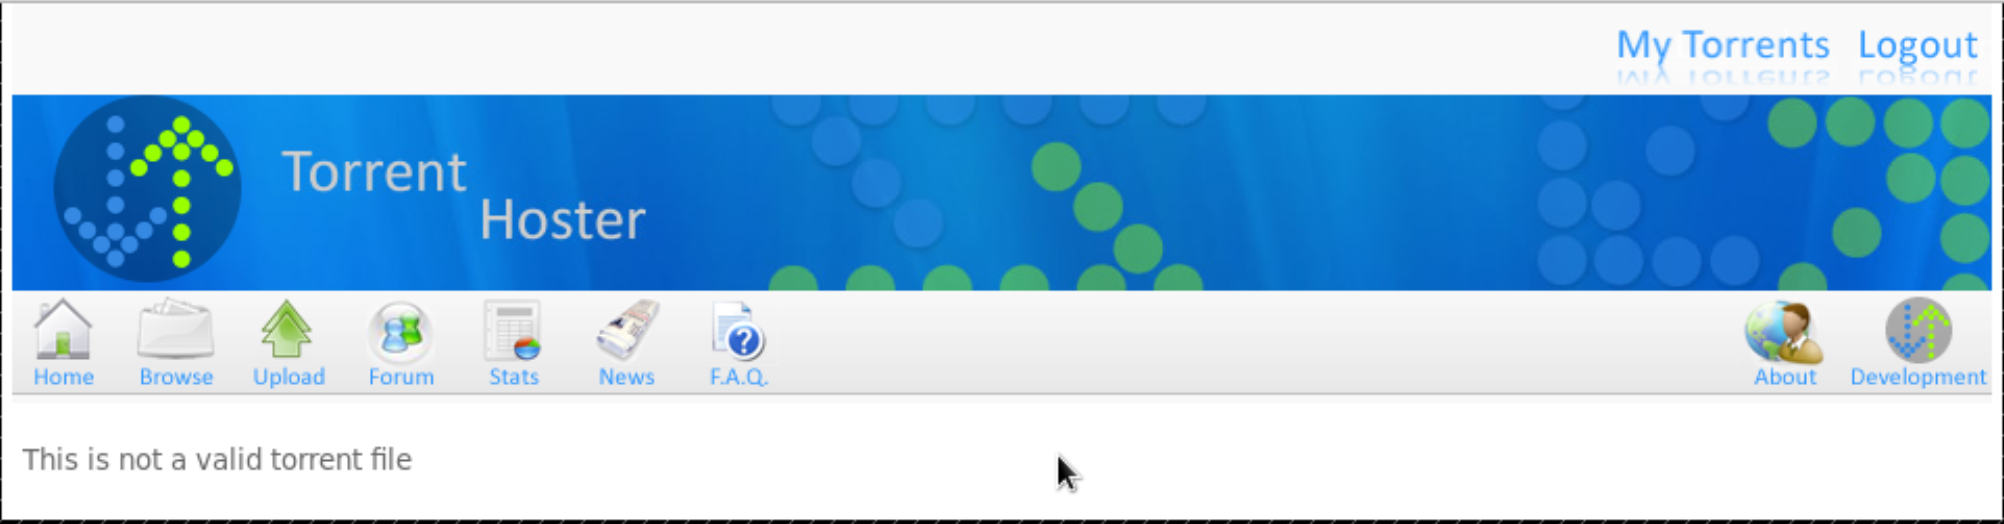 My Torrents Logout
Torrent
Hoster
Home Browse Upload Forum Stats News F.A.Q. About Development
This is not a valid torrent file